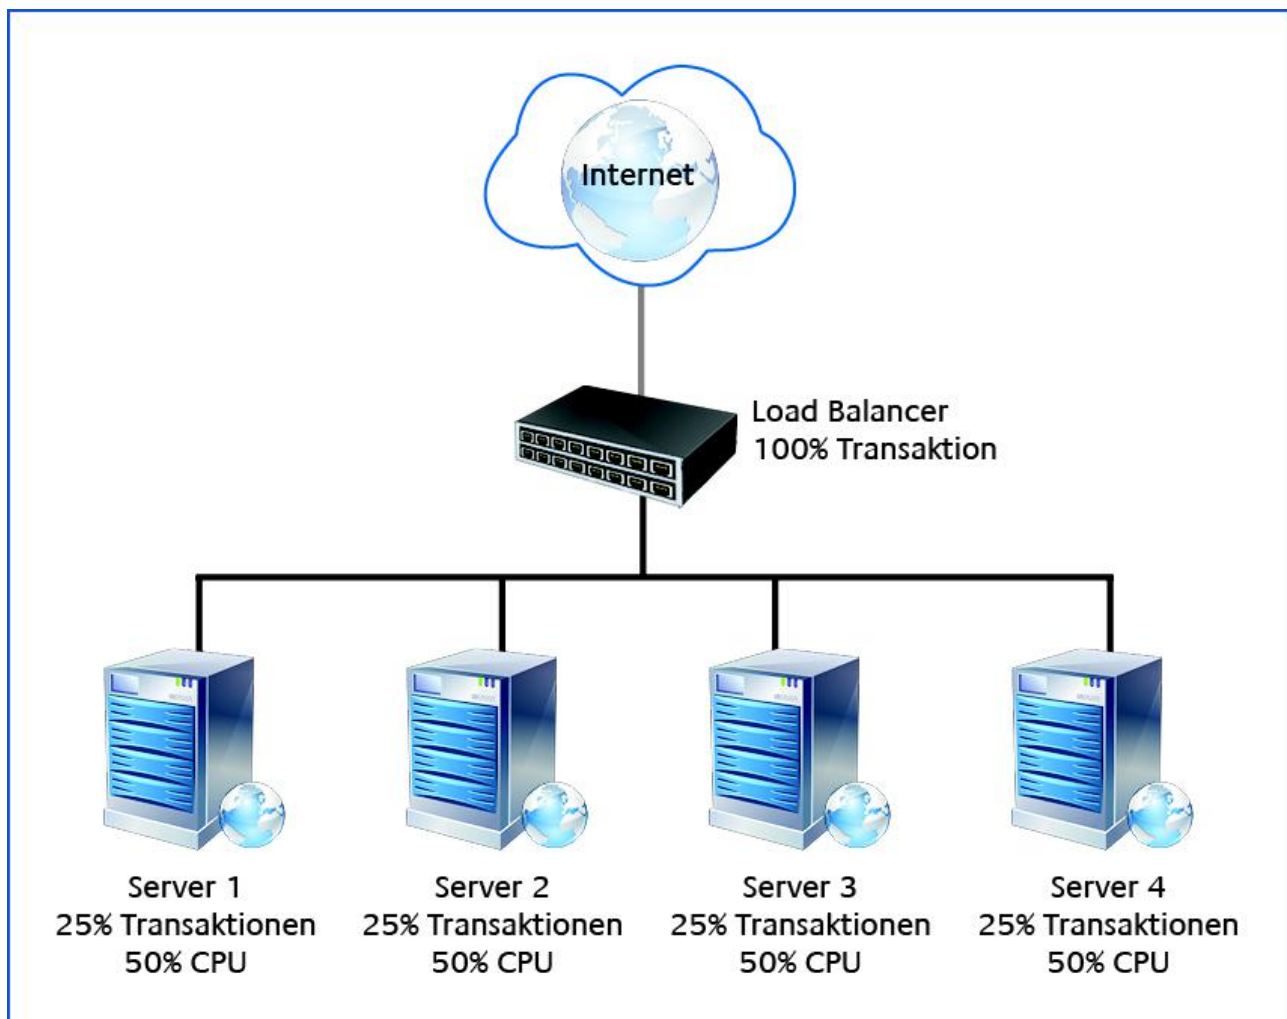 Internet
Load Balancer
100% Transaktion
Server 1
25% Transaktionen
50% CPU
Server 2
25% Transaktionen
50% CPU
Server 3
25% Transaktionen
50% CPU
Server 4
25% Transaktionen
50% CPU